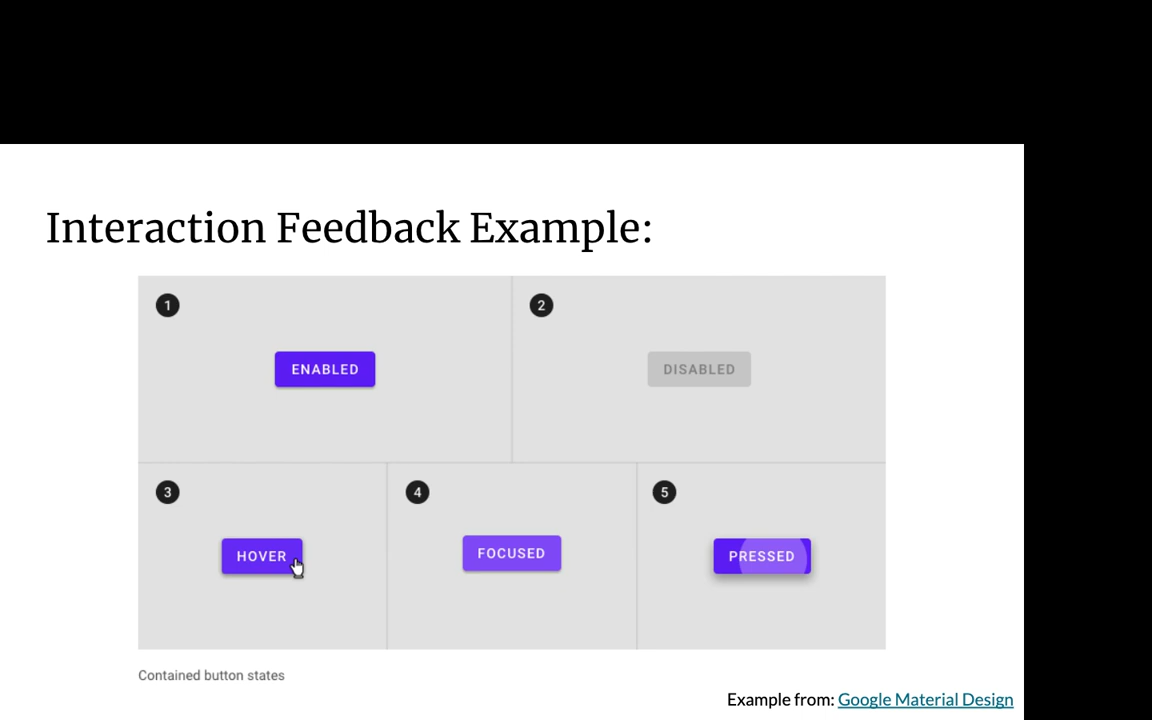 Interaction Feedback Example:
1
2
ENABLED
DISABLED
3
4
5
HOVER
FOCUSED
PRESSED
Contained button states
Example from: Google Material Design